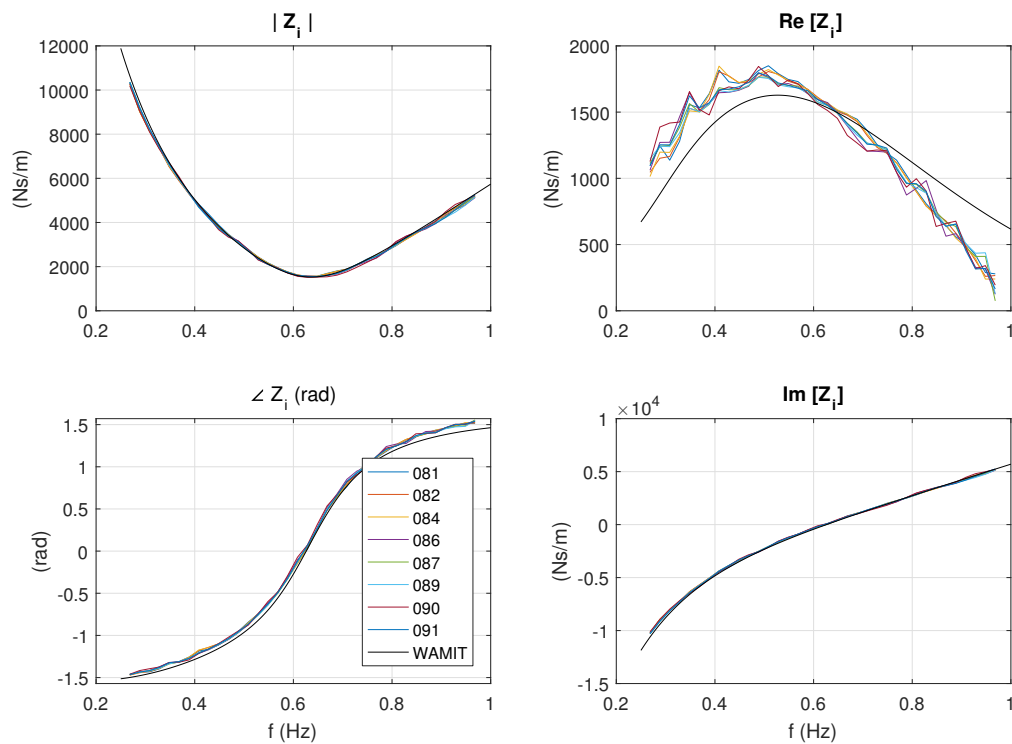 | Z_i |
12000
10000
8000
6000
4000
2000
0
(Ns/m)
0.2 0.4 0.6 0.8 1
Re [Z_i]
2000
1500
1000
500
0
(Ns/m)
0.2 0.4 0.6 0.8 1
∠ Z_i (rad)
1.5
1
0.5
0
-0.5
-1
-1.5
(rad)
0.2 0.4 0.6 0.8 1
f (Hz)
081
082
084
086
087
089
090
091
WAMIT
Im [Z_i]
×10^4
1
0.5
0
-0.5
-1
-1.5
(Ns/m)
0.2 0.4 0.6 0.8 1
f (Hz)